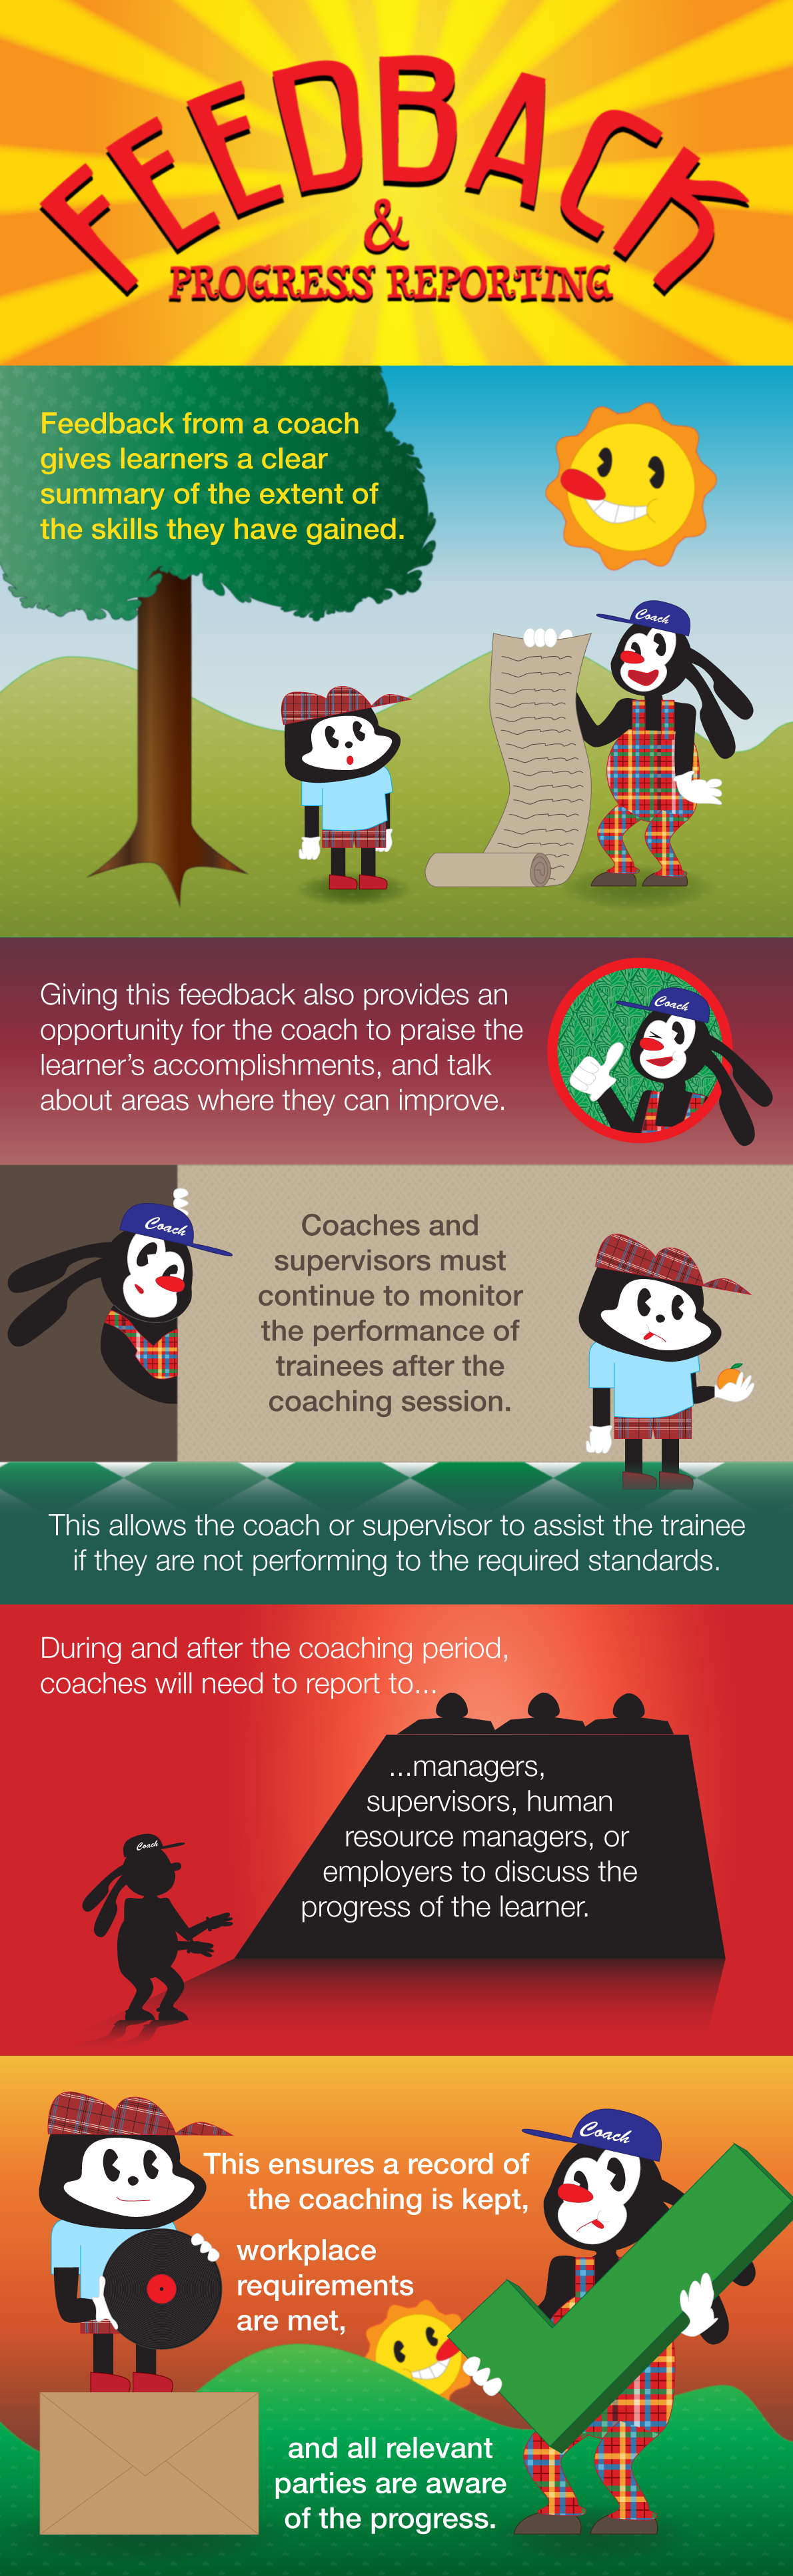 FEEDBACK
&
PROGRESS REPORTING
Feedback from a coach
gives learners a clear
summary of the extent of
the skills they have gained.
Coach
Giving this feedback also provides an
opportunity for the coach to praise the
learner’s accomplishments, and talk
about areas where they can improve.
Coach
Coach
Coaches and
supervisors must
continue to monitor
the performance of
trainees after the
coaching session.
This allows the coach or supervisor to assist the trainee
if they are not performing to the required standards.
During and after the coaching period,
coaches will need to report to...
...managers,
supervisors, human
resource managers, or
employers to discuss the
progress of the learner.
Coach
This ensures a record of
the coaching is kept,
Coach
workplace
requirements
are met,
and all relevant
parties are aware
of the progress.